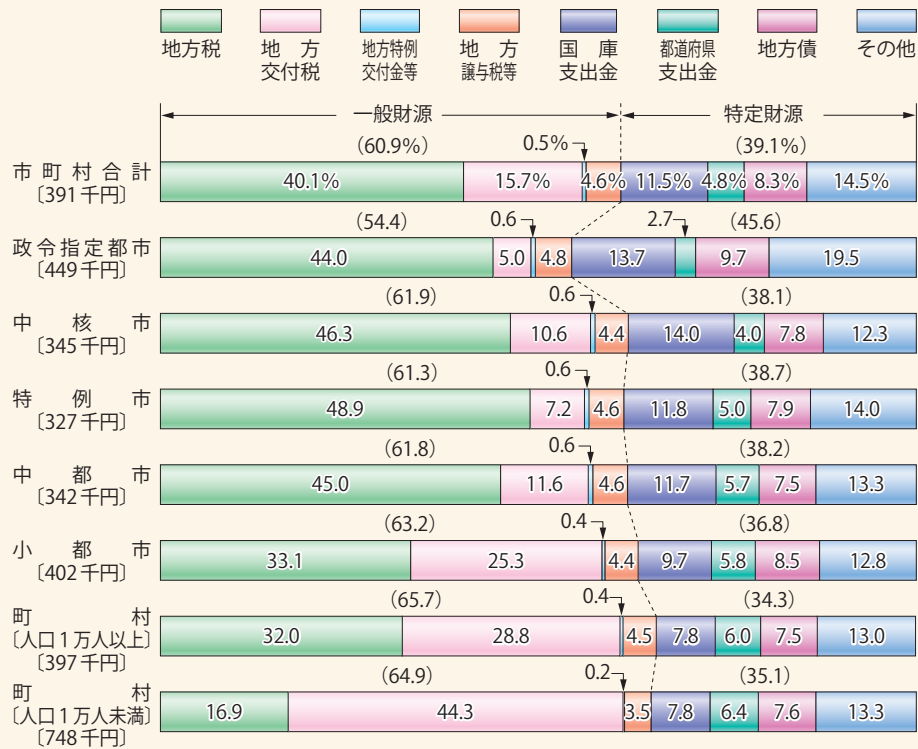 地方税
地方
交付税
地方特例
交付金等
地方
譲与税等
国庫
支出金
都道府県
支出金
地方債
その他
一般財源
特定財源
(60.9%) 0.5% (39.1%)
市町村合計
〔391千円〕
40.1% 15.7% 4.6% 11.5% 4.8% 8.3% 14.5%
(54.4) 0.6 2.7 (45.6)
政令指定都市
〔449千円〕
44.0 5.0 4.8 13.7 9.7 19.5
(61.9) 0.6 (38.1)
中核市
〔345千円〕
46.3 10.6 4.4 14.0 4.0 7.8 12.3
(61.3) 0.6 (38.7)
特例市
〔327千円〕
48.9 7.2 4.6 11.8 5.0 7.9 14.0
(61.8) 0.6 (38.2)
中都市
〔342千円〕
45.0 11.6 4.6 11.7 5.7 7.5 13.3
(63.2) 0.4 (36.8)
小都市
〔402千円〕
33.1 25.3 4.4 9.7 5.8 8.5 12.8
(65.7) 0.4 (34.3)
町村
〔人口1万人以上〕
〔397千円〕
32.0 28.8 4.5 7.8 6.0 7.5 13.0
(64.9) 0.2 (35.1)
町村
〔人口1万人未満〕
〔748千円〕
16.9 44.3 3.5 7.8 6.4 7.6 13.3